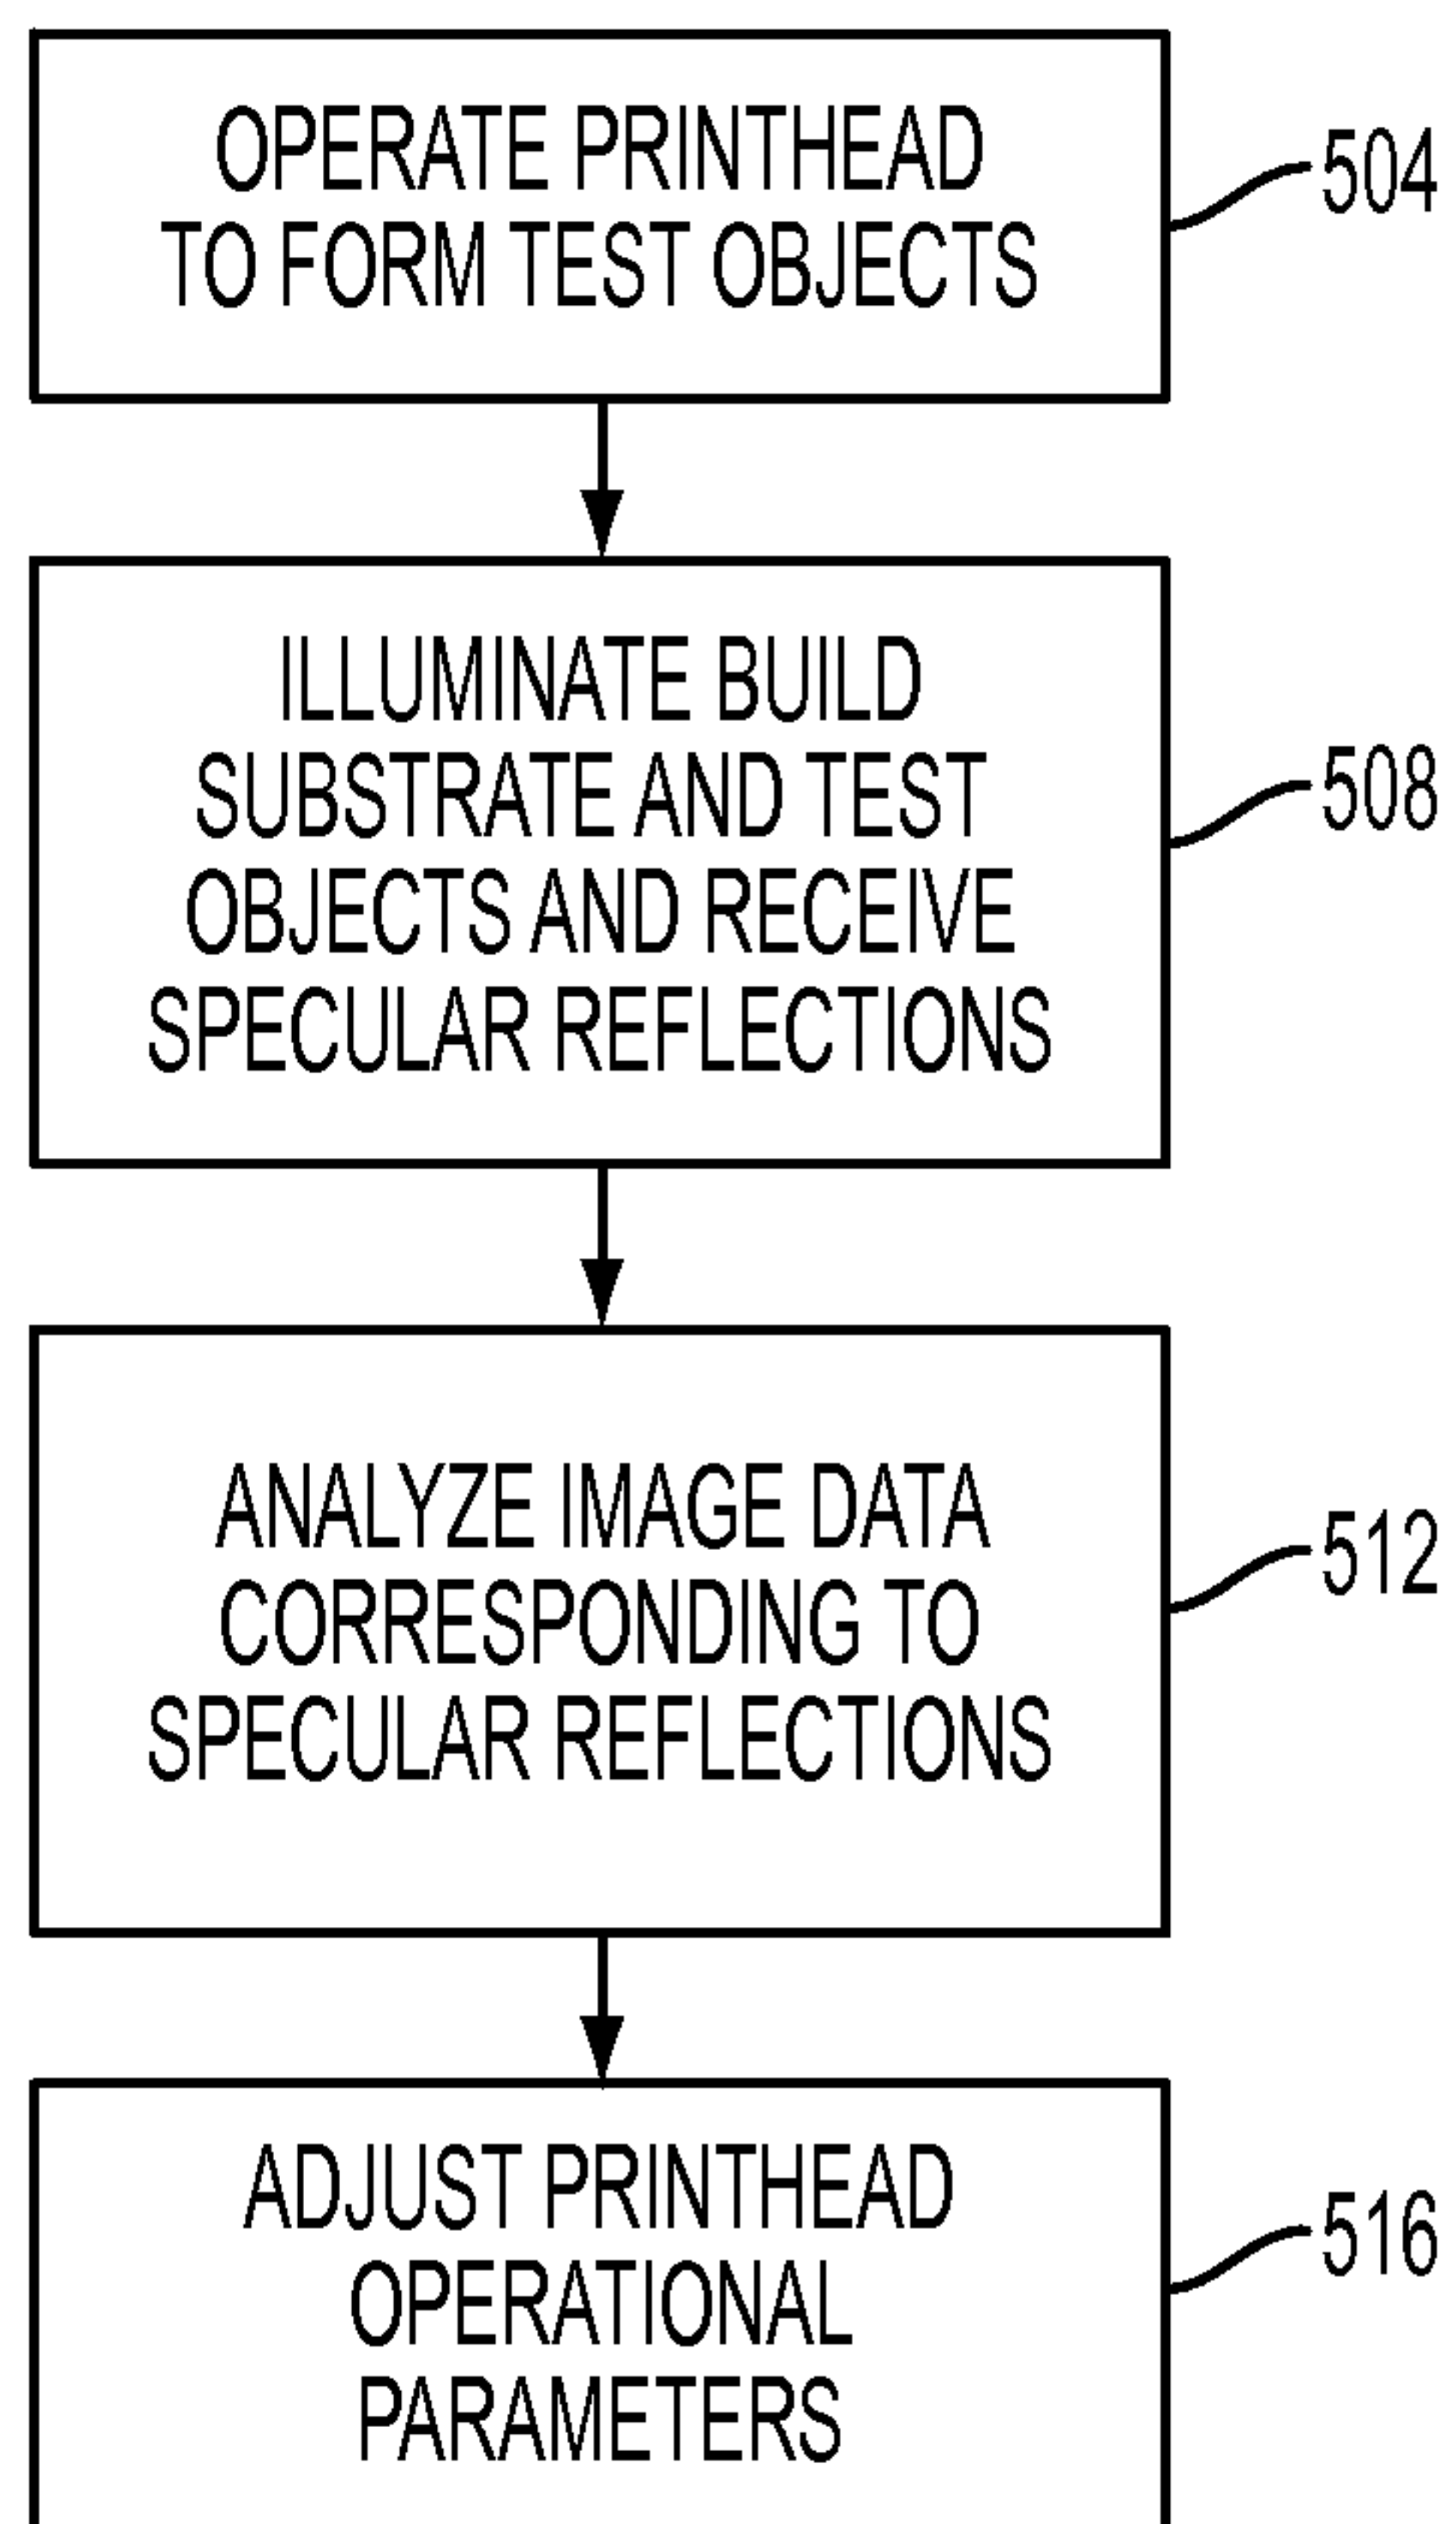 OPERATE PRINTHEAD
TO FORM TEST OBJECTS
504
ILLUMINATE BUILD
SUBSTRATE AND TEST
OBJECTS AND RECEIVE
SPECULAR REFLECTIONS
508
ANALYZE IMAGE DATA
CORRESPONDING TO
SPECULAR REFLECTIONS
512
ADJUST PRINTHEAD
OPERATIONAL
PARAMETERS
516